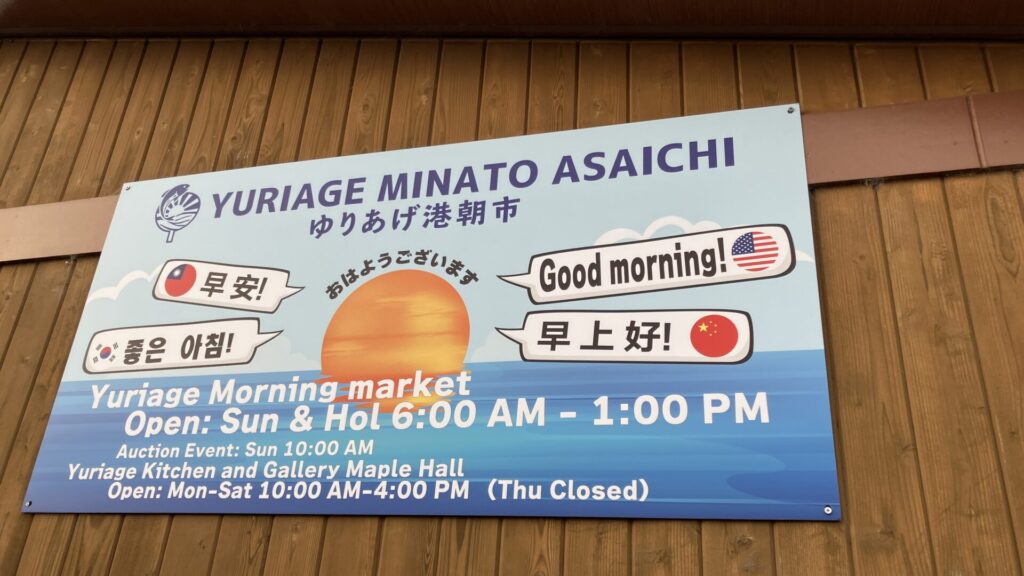 YURIAGE MINATO ASAICHI
ゆりあげ港朝市
おはようございます
早安!
Good morning!
좋은 아침!
早上好!
Yuriage Morning market
Open: Sun & Hol 6:00 AM - 1:00 PM
Auction Event: Sun 10:00 AM
Yuriage Kitchen and Gallery Maple Hall
Open: Mon-Sat 10:00 AM-4:00 PM (Thu Closed)